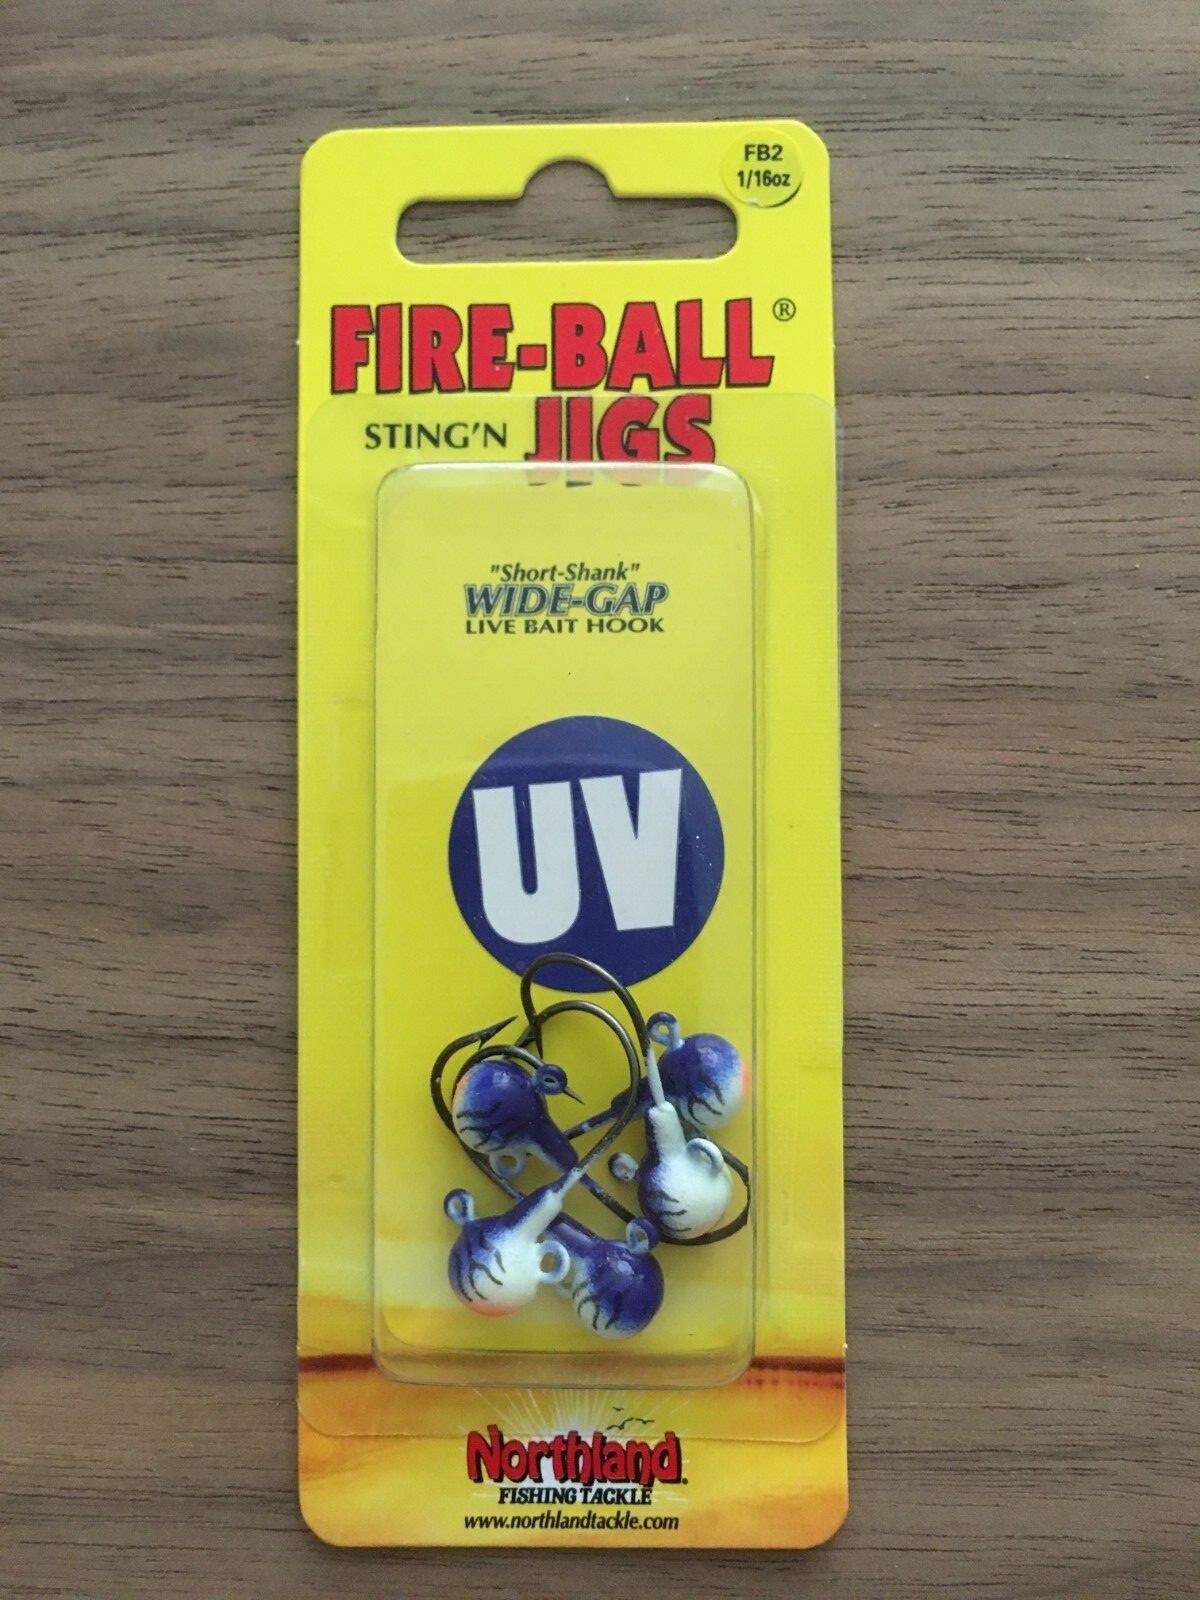 FB2
1/16oz
FIRE-BALL®
STING'N JIGS
"Short-Shank"
WIDE-GAP
LIVE BAIT HOOK
UV
Northland
FISHING TACKLE
www.northlandtackle.com